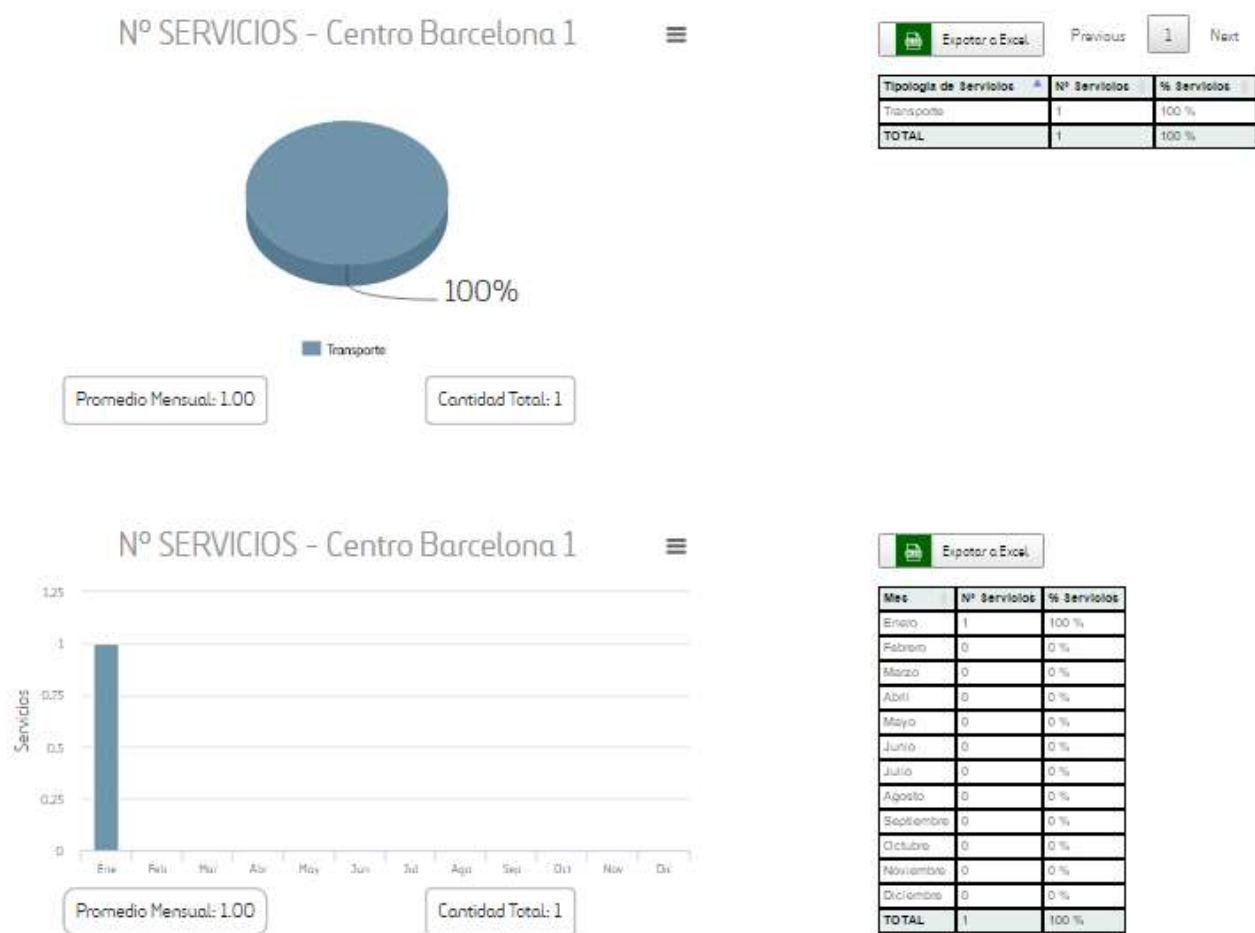 Nº SERVICIOS - Centro Barcelona 1
100%
Transporte
Promedio Mensual: 1.00
Cantidad Total: 1
Expotar a Excel
Previous 1 Next
Tipología de Servicios Nº Servicios % Servicios
Transporte 1 100 %
TOTAL 1 100 %
Nº SERVICIOS - Centro Barcelona 1
Servicios
1.25
1
0.75
0.5
0.25
0
Ene Feb Mar Abr May Jun Jul Ago Sep Oct Nov Dic
Promedio Mensual: 1.00
Cantidad Total: 1
Expotar a Excel
Mes Nº Servicios % Servicios
Enero 1 100 %
Febrero 0 0 %
Marzo 0 0 %
Abril 0 0 %
Mayo 0 0 %
Junio 0 0 %
Julio 0 0 %
Agosto 0 0 %
Septiembre 0 0 %
Octubre 0 0 %
Noviembre 0 0 %
Diciembre 0 0 %
TOTAL 1 100 %